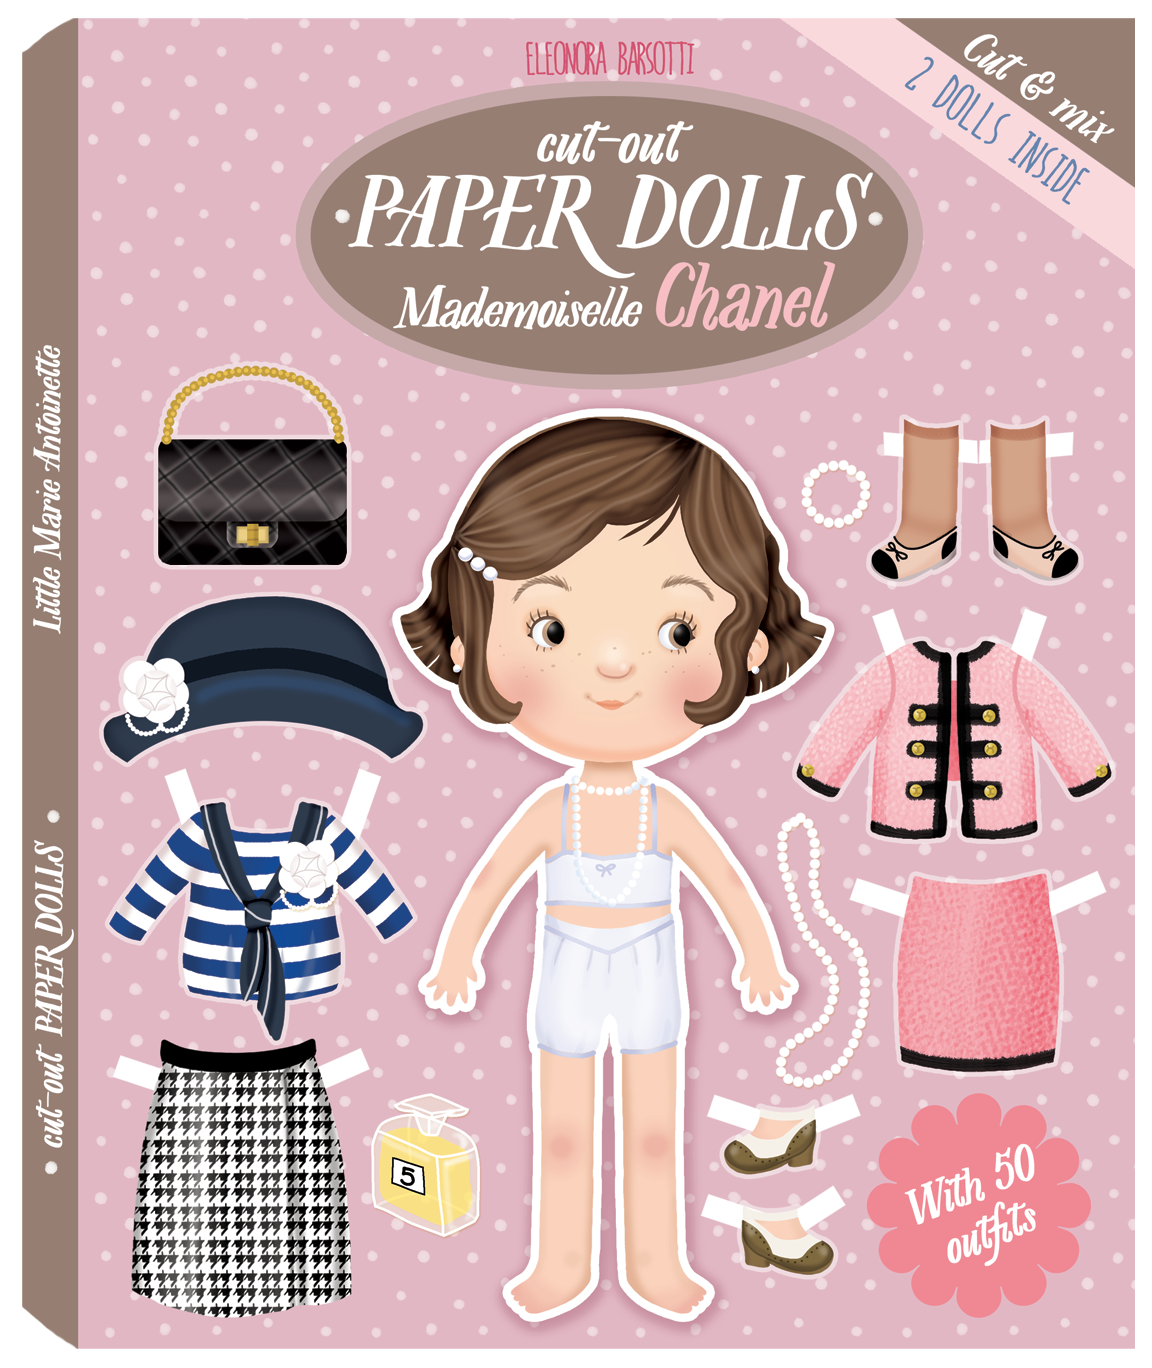 ELEONORA BARSOTTI
cut-out
PAPER DOLLS
Mademoiselle Chanel
Cut & mix
2 DOLLS INSIDE
5
With 50
outfits
cut-out PAPER DOLLS Little Marie Antoinette